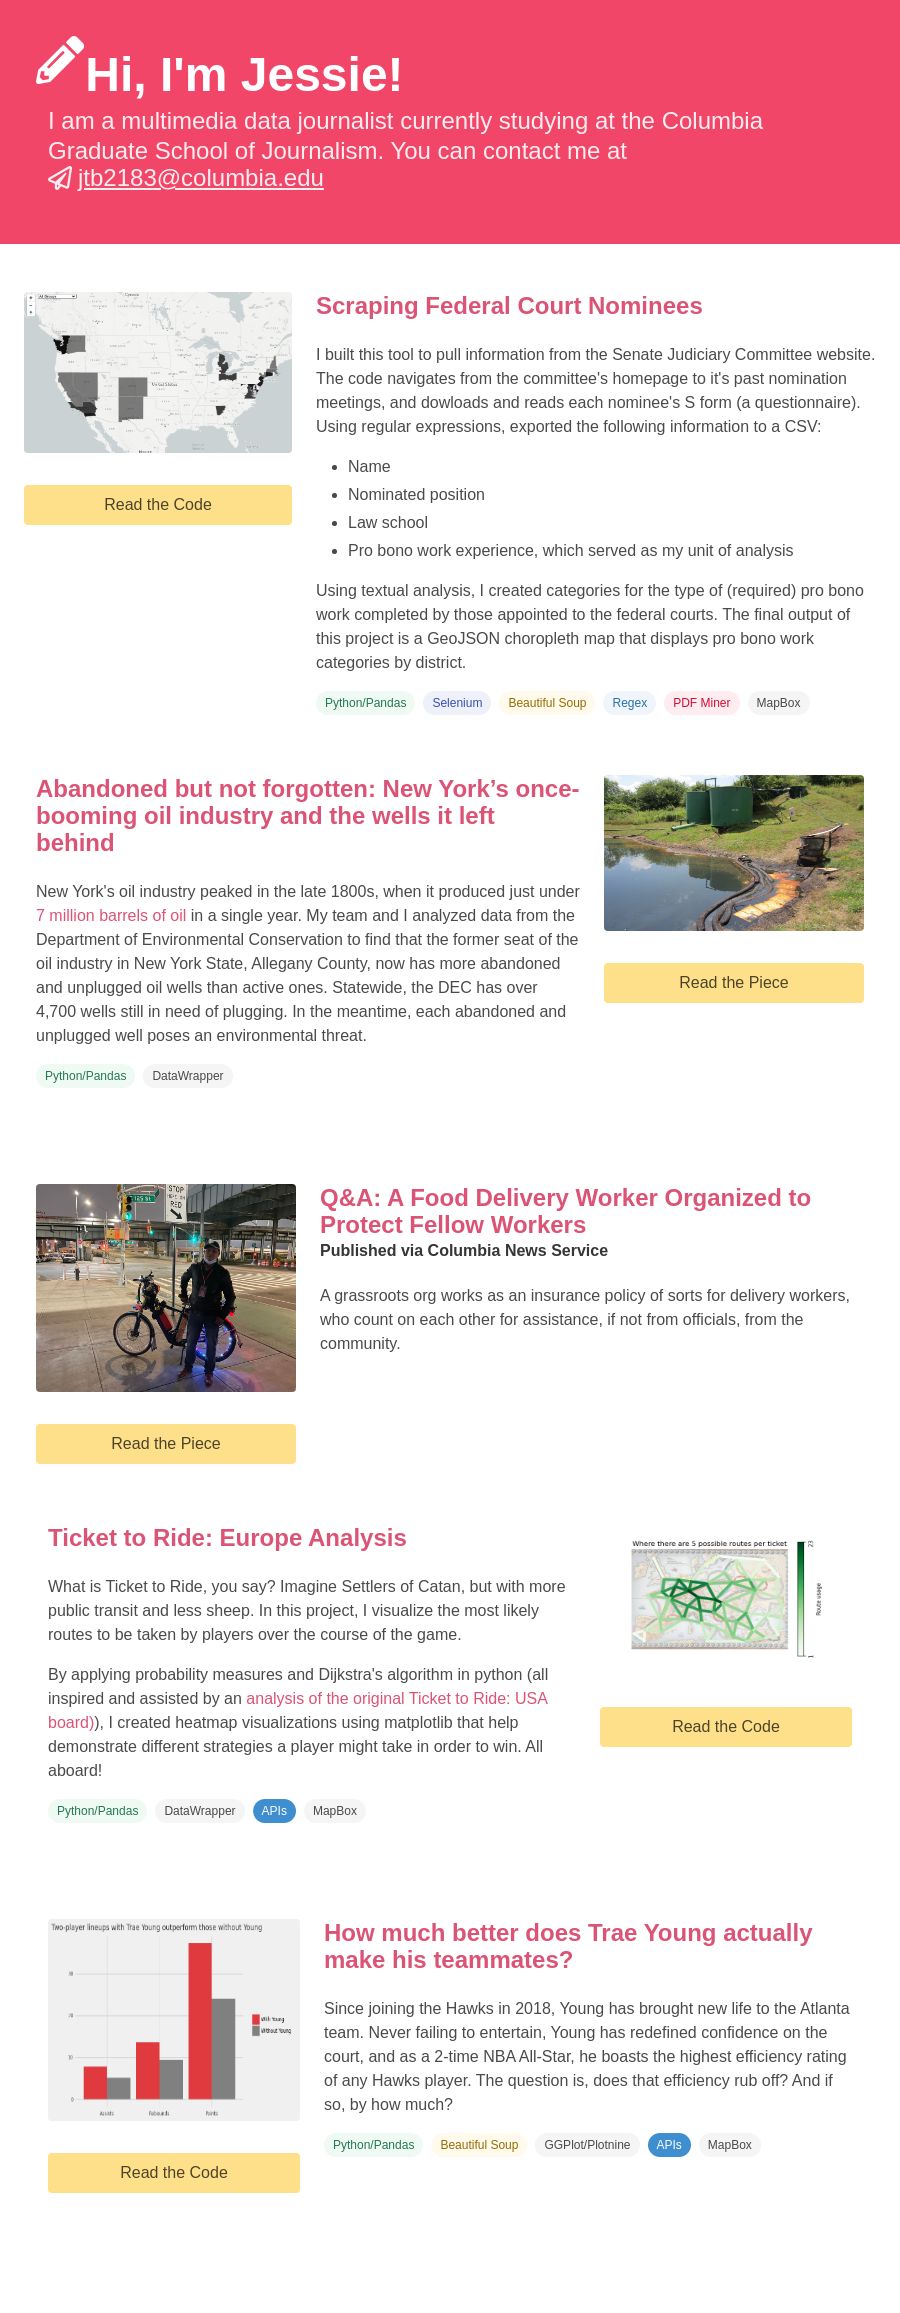 Hi, I'm Jessie!
I am a multimedia data journalist currently studying at the Columbia
Graduate School of Journalism. You can contact me at
jtb2183@columbia.edu
Scraping Federal Court Nominees
I built this tool to pull information from the Senate Judiciary Committee website.
The code navigates from the committee's homepage to it's past nomination
meetings, and dowloads and reads each nominee's S form (a questionnaire).
Using regular expressions, exported the following information to a CSV:
Name
Nominated position
Law school
Pro bono work experience, which served as my unit of analysis
Using textual analysis, I created categories for the type of (required) pro bono
work completed by those appointed to the federal courts. The final output of
this project is a GeoJSON choropleth map that displays pro bono work
categories by district.
Python/Pandas Selenium Beautiful Soup Regex PDF Miner MapBox
United States
Read the Code
Abandoned but not forgotten: New York’s once-
booming oil industry and the wells it left
behind
New York's oil industry peaked in the late 1800s, when it produced just under
7 million barrels of oil in a single year. My team and I analyzed data from the
Department of Environmental Conservation to find that the former seat of the
oil industry in New York State, Allegany County, now has more abandoned
and unplugged oil wells than active ones. Statewide, the DEC has over
4,700 wells still in need of plugging. In the meantime, each abandoned and
unplugged well poses an environmental threat.
Python/Pandas DataWrapper
Read the Piece
STOP
HERE ON
RED
125 St
Read the Piece
Q&A: A Food Delivery Worker Organized to
Protect Fellow Workers
Published via Columbia News Service
A grassroots org works as an insurance policy of sorts for delivery workers,
who count on each other for assistance, if not from officials, from the
community.
Ticket to Ride: Europe Analysis
What is Ticket to Ride, you say? Imagine Settlers of Catan, but with more
public transit and less sheep. In this project, I visualize the most likely
routes to be taken by players over the course of the game.
By applying probability measures and Dijkstra's algorithm in python (all
inspired and assisted by an analysis of the original Ticket to Ride: USA
board)), I created heatmap visualizations using matplotlib that help
demonstrate different strategies a player might take in order to win. All
aboard!
Python/Pandas DataWrapper APIs MapBox
Where there are 5 possible routes per ticket
23
Route usage
1
Read the Code
Two-player lineups with Trae Young outperform those without Young
30
20
10
0
With Young
Without Young
Assists Rebounds Points
Read the Code
How much better does Trae Young actually
make his teammates?
Since joining the Hawks in 2018, Young has brought new life to the Atlanta
team. Never failing to entertain, Young has redefined confidence on the
court, and as a 2-time NBA All-Star, he boasts the highest efficiency rating
of any Hawks player. The question is, does that efficiency rub off? And if
so, by how much?
Python/Pandas Beautiful Soup GGPlot/Plotnine APIs MapBox